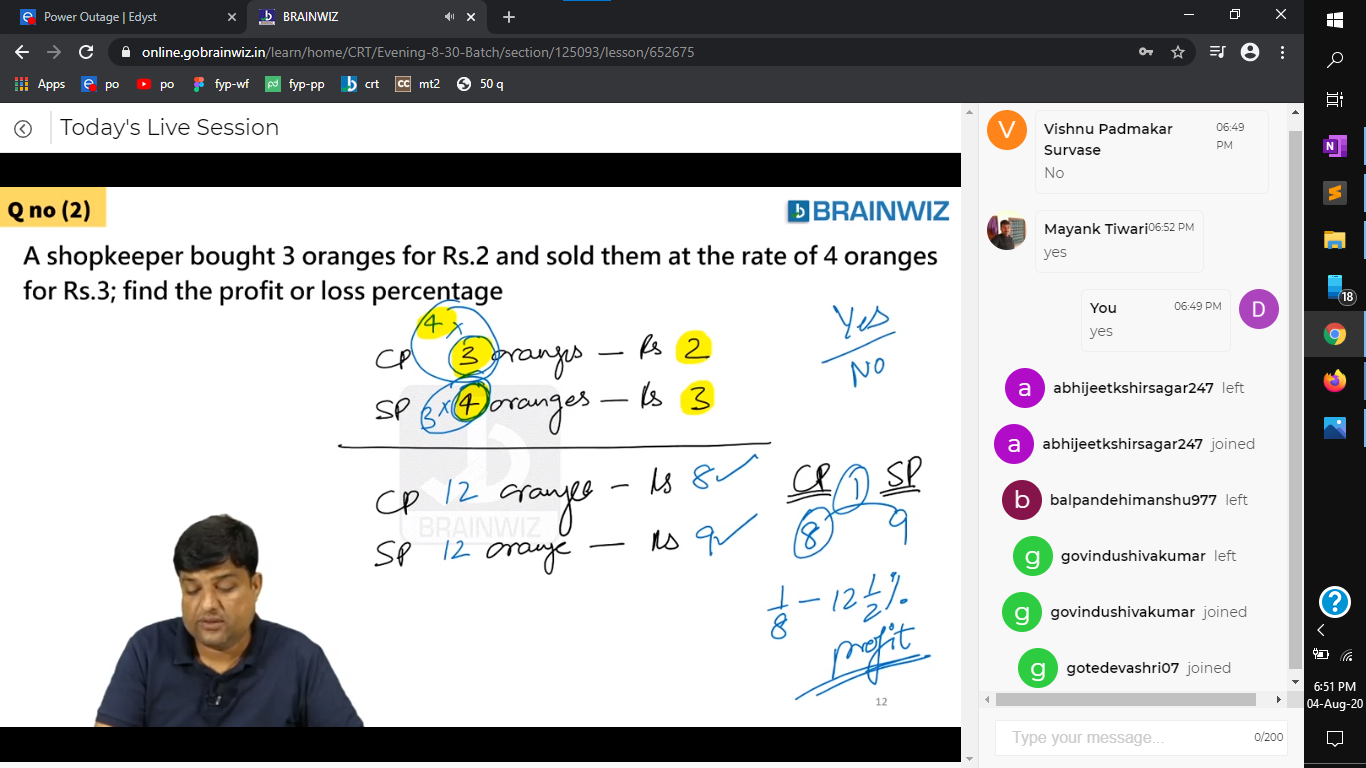 Power Outage | Edyst
BRAINWIZ
online.gobrainwiz.in/learn/home/CRT/Evening-8-30-Batch/section/125093/lesson/652675
Apps po po fyp-wf fyp-pp crt mt2 50 q
Today's Live Session
Q no (2)
BRAINWIZ
A shopkeeper bought 3 oranges for Rs.2 and sold them at the rate of 4 oranges
for Rs.3; find the profit or loss percentage
4 ×
CP 3 oranges — Rs 2
SP 3 × 4 oranges — Rs 3
Yes
No
CP 12 orange – Rs 8 ✓
SP 12 orange — Rs 9 ✓
BRAINWIZ
CP 1 SP
8 9
1/8 — 12 1/2 %
profit
12
V
Vishnu Padmakar
Survase
06:49
PM
No
Mayank Tiwari 06:52 PM
yes
You 06:49 PM
yes
D
a abhijeetkshirsagar247 left
a abhijeetkshirsagar247 joined
b balpandehimanshu977 left
g govindushivakumar left
g govindushivakumar joined
g gotedevashri07 joined
Type your message... 0/200
N
18
?
6:51 PM
04-Aug-20